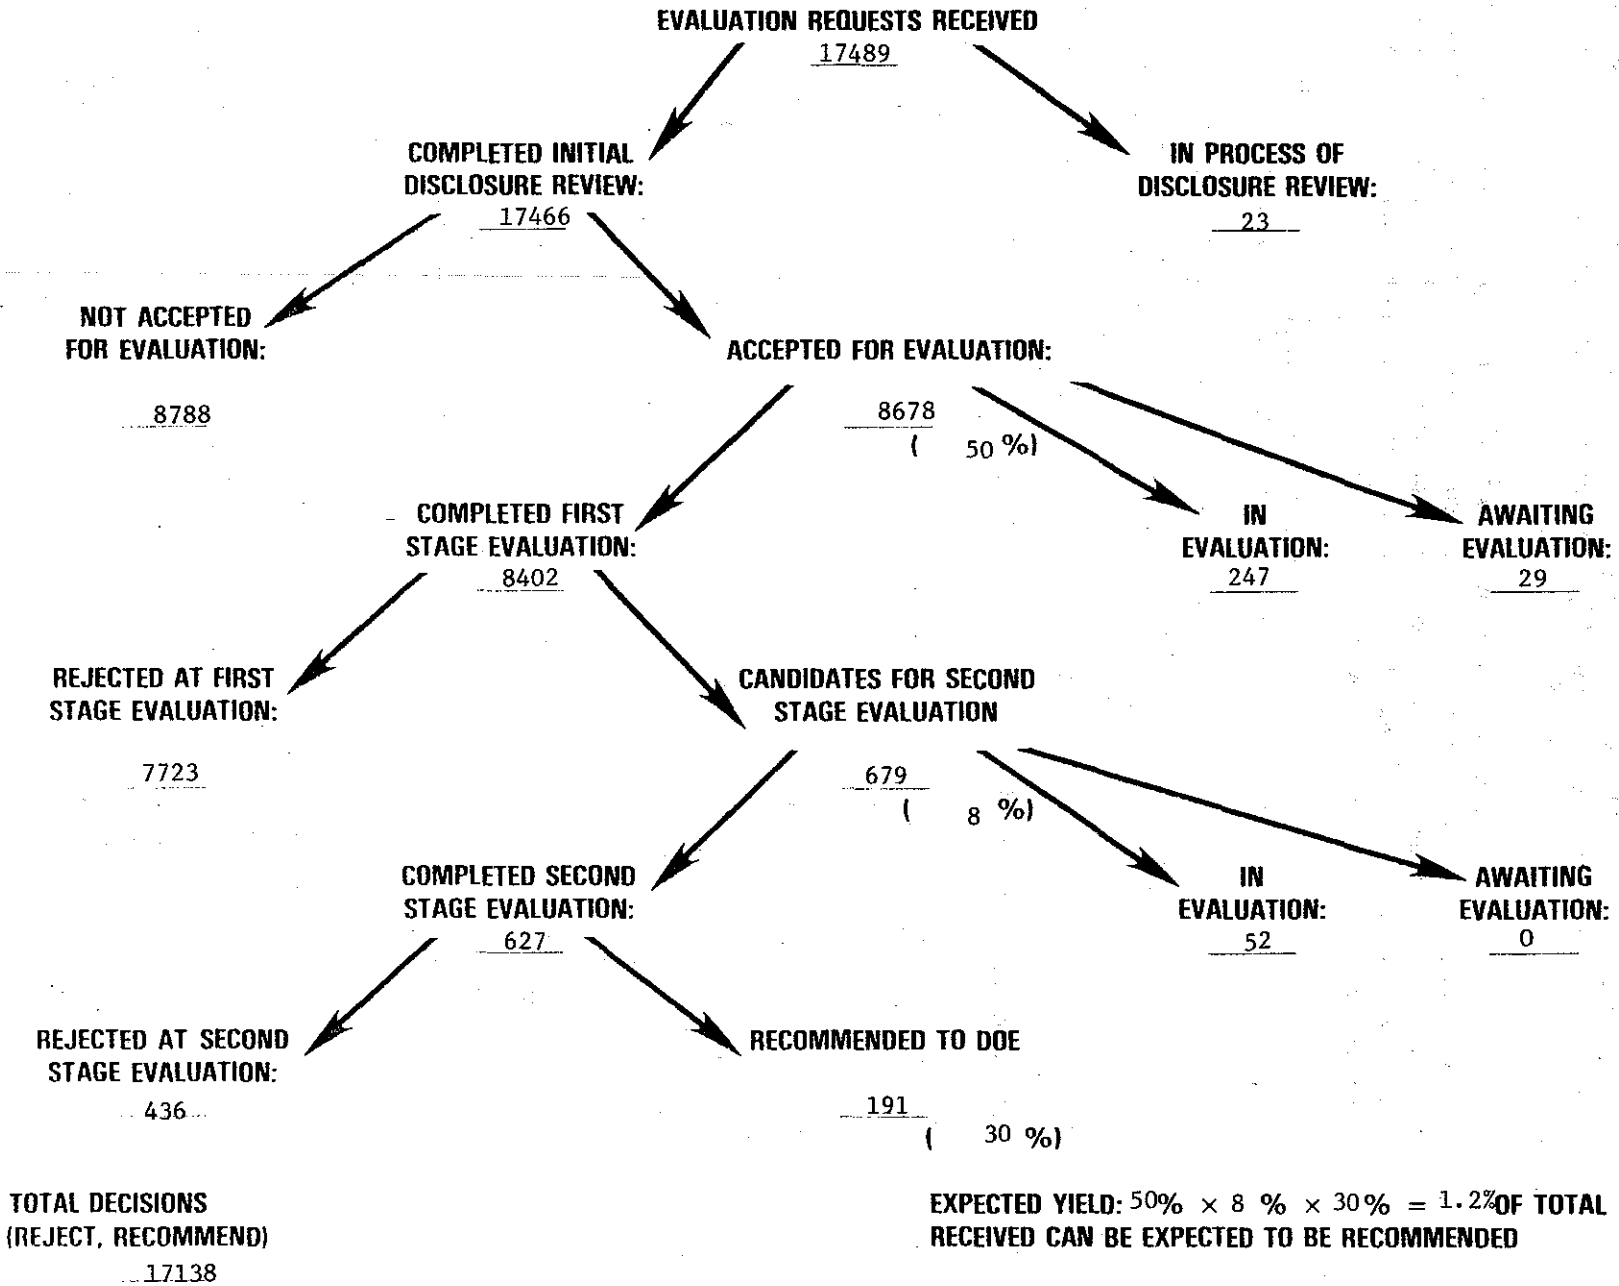 EVALUATION REQUESTS RECEIVED
17489
COMPLETED INITIAL
DISCLOSURE REVIEW:
17466
IN PROCESS OF
DISCLOSURE REVIEW:
23
NOT ACCEPTED
FOR EVALUATION:
8788
ACCEPTED FOR EVALUATION:
8678
( 50 %)
COMPLETED FIRST
STAGE EVALUATION:
8402
IN
EVALUATION:
247
AWAITING
EVALUATION:
29
REJECTED AT FIRST
STAGE EVALUATION:
7723
CANDIDATES FOR SECOND
STAGE EVALUATION
679
( 8 %)
COMPLETED SECOND
STAGE EVALUATION:
627
IN
EVALUATION:
52
AWAITING
EVALUATION:
0
REJECTED AT SECOND
STAGE EVALUATION:
436
RECOMMENDED TO DOE
191
( 30 %)
TOTAL DECISIONS
(REJECT, RECOMMEND)
17138
EXPECTED YIELD: 50% × 8 % × 30% = 1.2% OF TOTAL
RECEIVED CAN BE EXPECTED TO BE RECOMMENDED